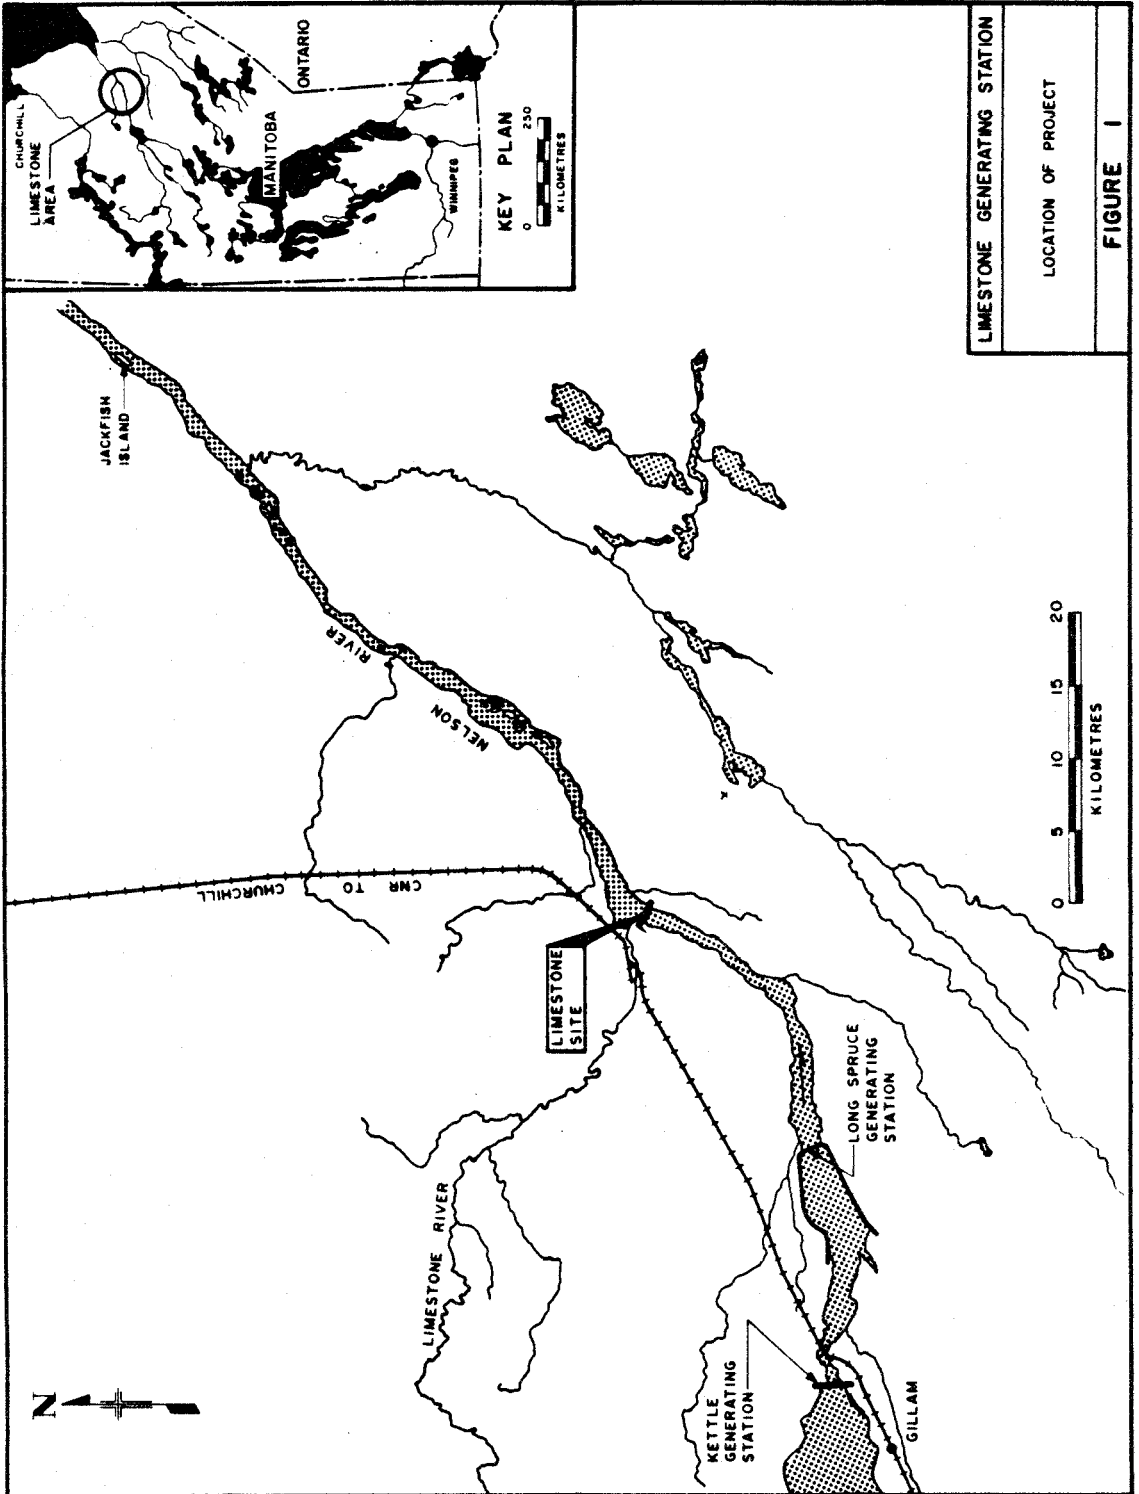 N
CHURCHILL
LIMESTONE
AREA
ONTARIO
MANITOBA
WINNIPEG
KEY PLAN
0 250
KILOMETRES
JACKFISH
ISLAND
NELSON
RIVER
CNR TO CHURCHILL
LIMESTONE
SITE
LIMESTONE RIVER
LONG SPRUCE
GENERATING
STATION
KETTLE
GENERATING
STATION
GILLAM
0 5 10 15 20
KILOMETRES
LIMESTONE GENERATING STATION
LOCATION OF PROJECT
FIGURE 1